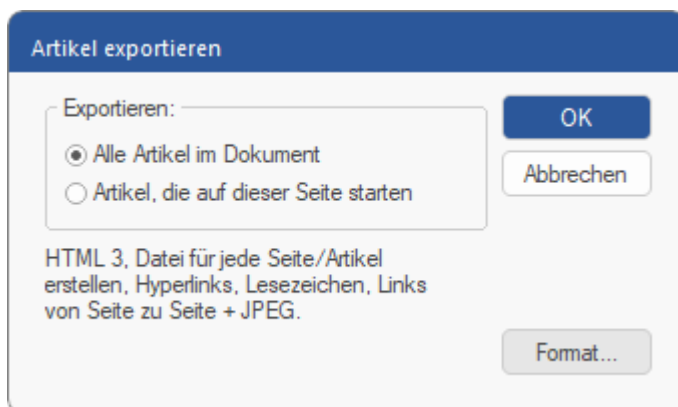 Artikel exportieren
Exportieren:
Alle Artikel im Dokument
Artikel, die auf dieser Seite starten
OK
Abbrechen
HTML 3, Datei für jede Seite/Artikel
erstellen, Hyperlinks, Lesezeichen, Links
von Seite zu Seite + JPEG.
Format...